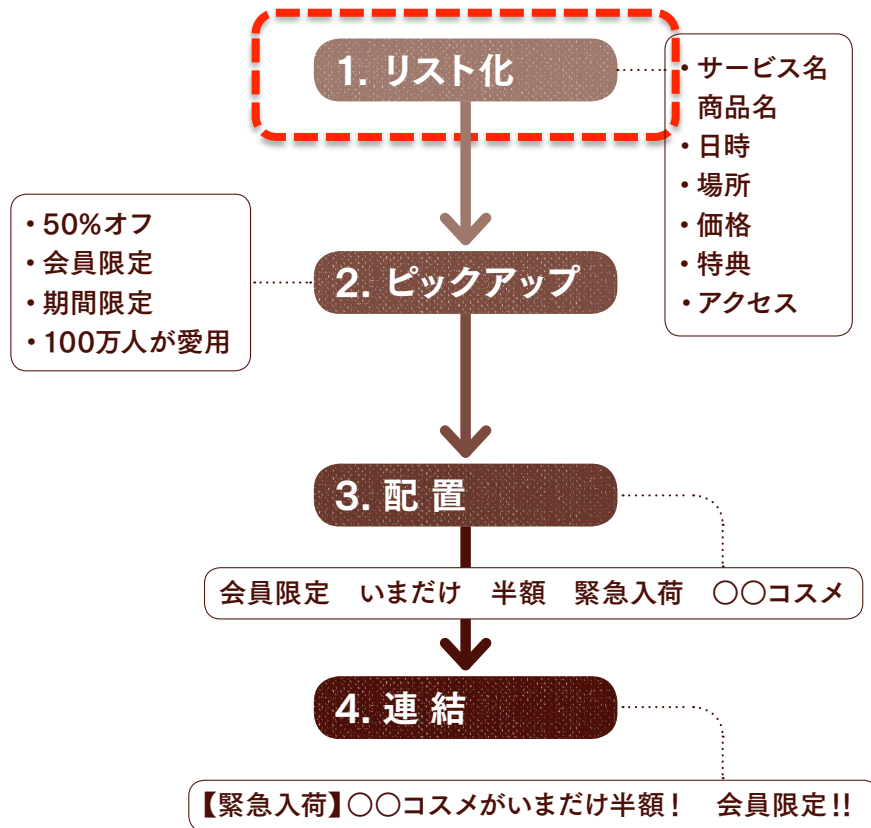 1. リスト化
・サービス名
商品名
・日時
・場所
・価格
・特典
・アクセス
・50%オフ
・会員限定
・期間限定
・100万人が愛用
2. ピックアップ
3. 配 置
会員限定　いまだけ　半額　緊急入荷　〇〇コスメ
4. 連 結
【緊急入荷】〇〇コスメがいまだけ半額！　会員限定!!